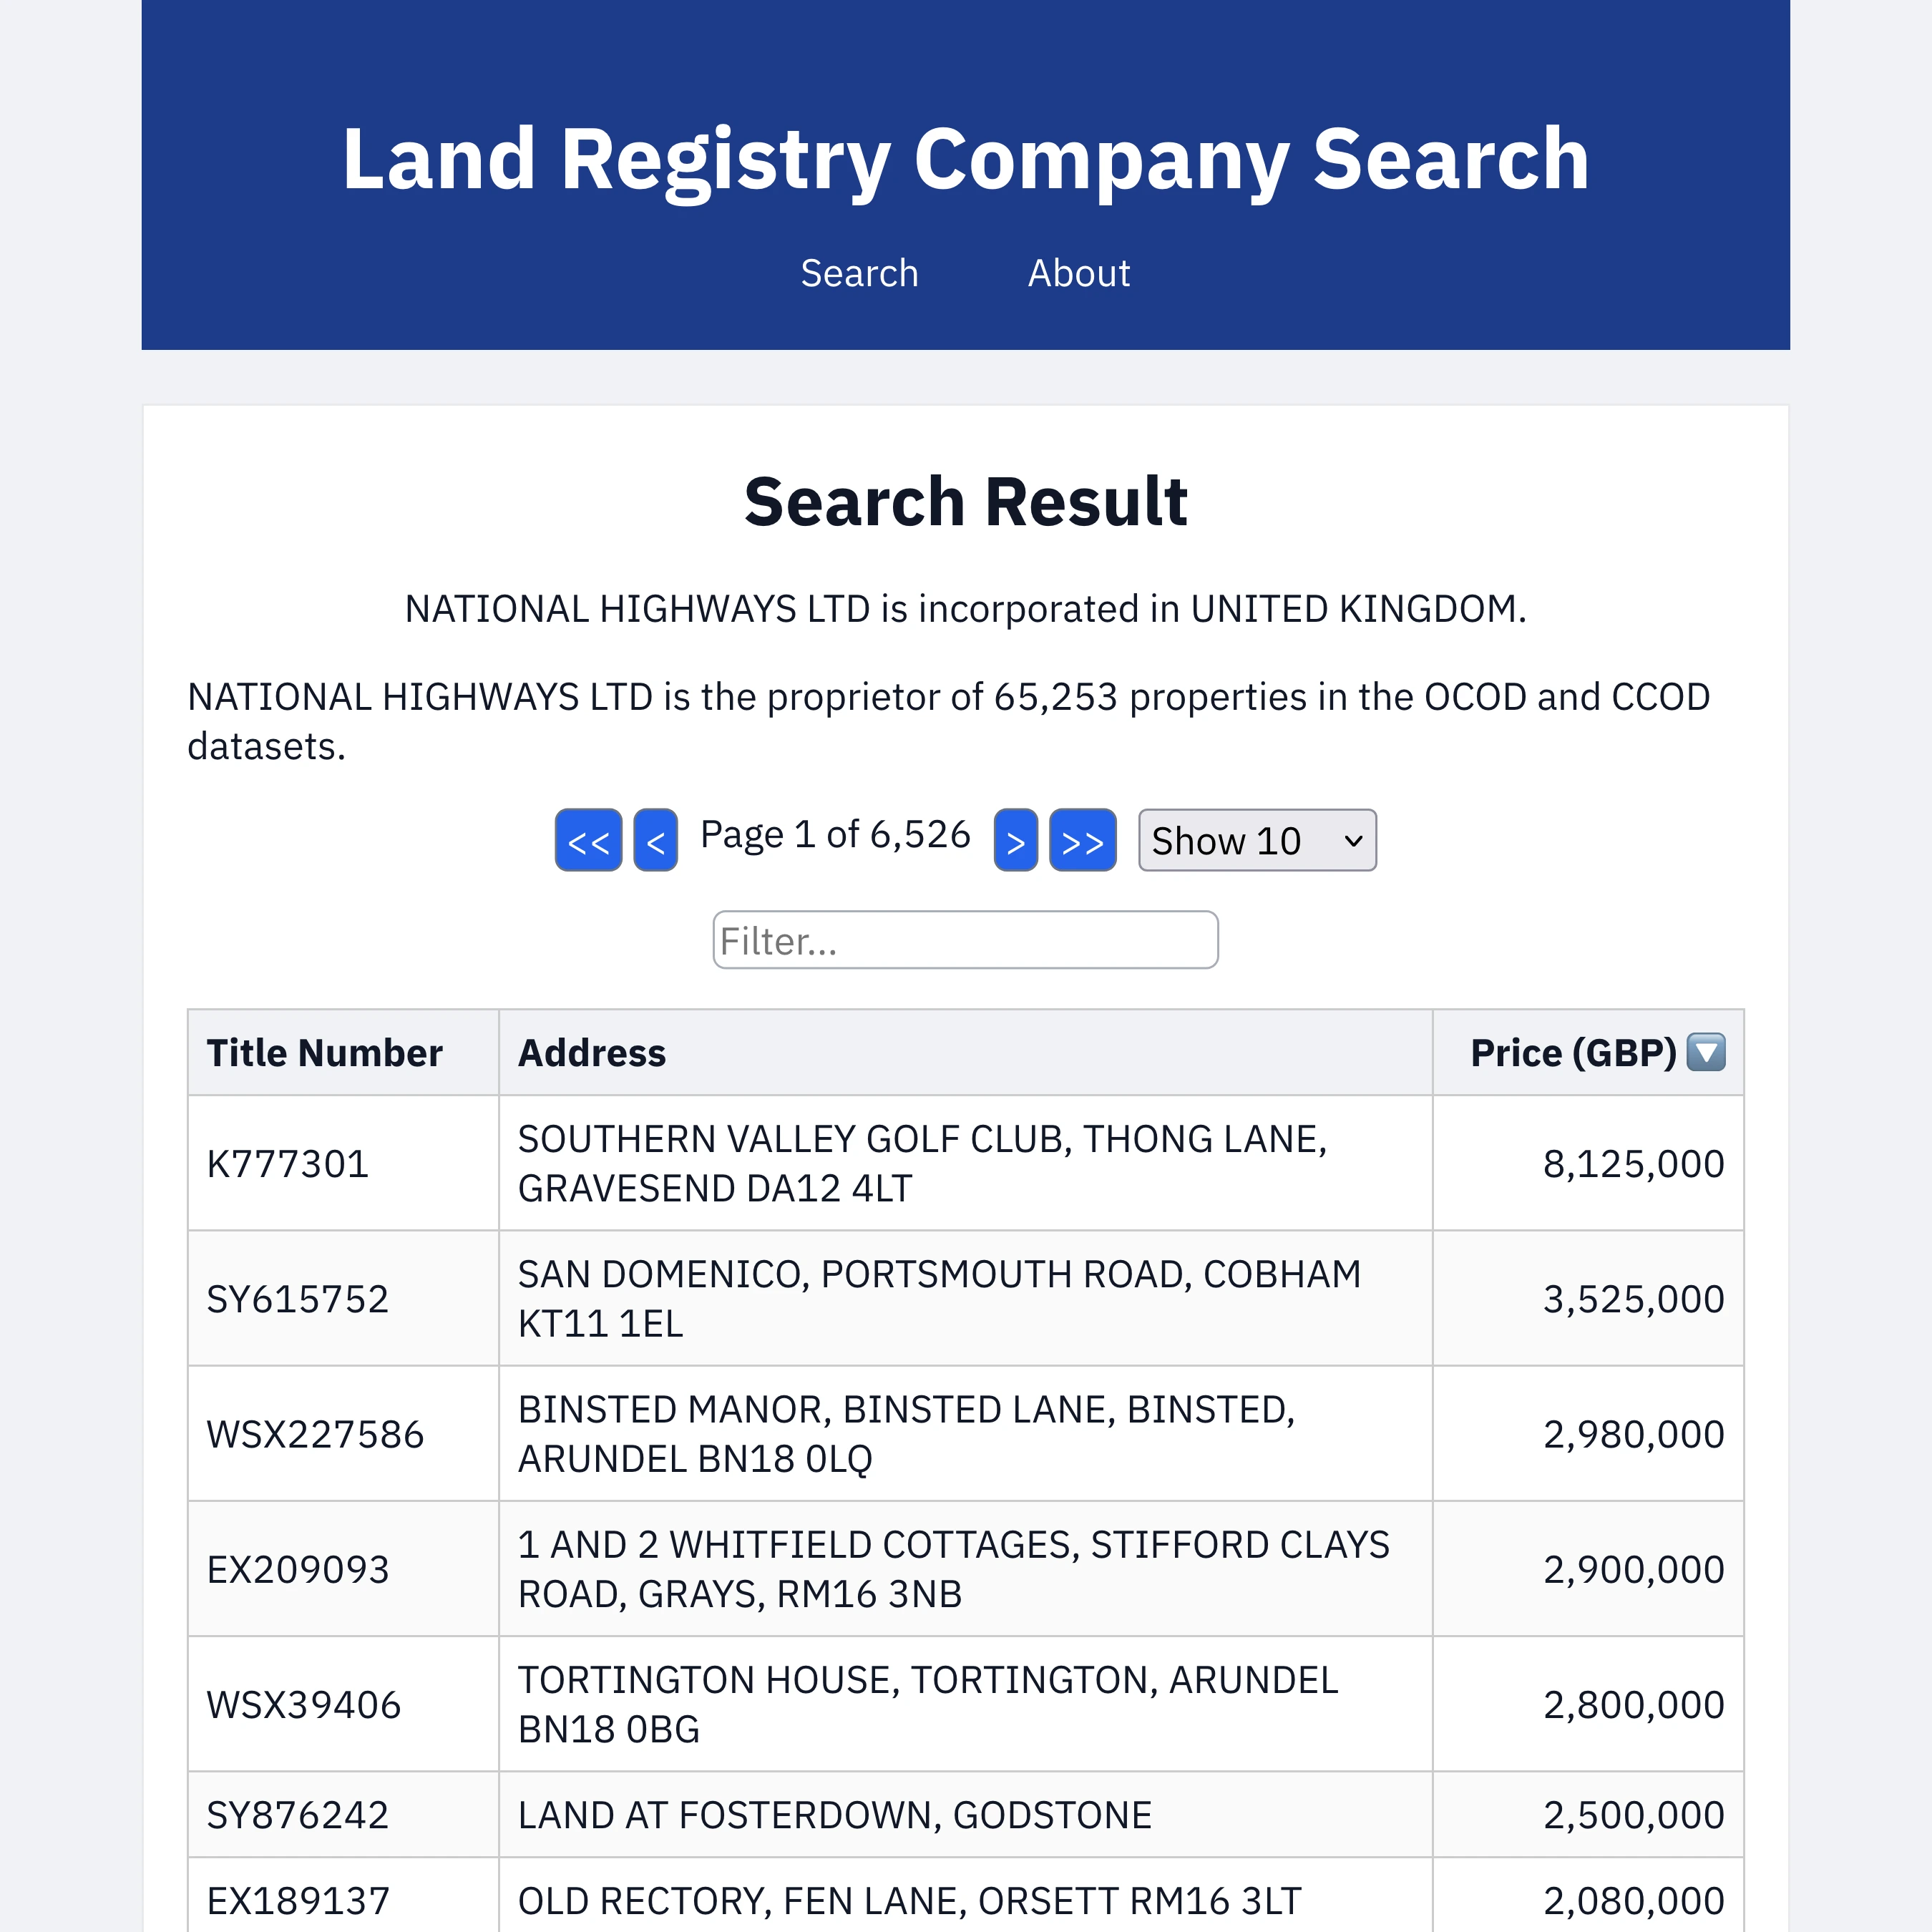 Land Registry Company Search
Search About
Search Result
NATIONAL HIGHWAYS LTD is incorporated in UNITED KINGDOM.
NATIONAL HIGHWAYS LTD is the proprietor of 65,253 properties in the OCOD and CCOD
datasets.
<< < Page 1 of 6,526 > >> Show 10
Filter...
Title Number Address Price (GBP) 🔽
K777301 SOUTHERN VALLEY GOLF CLUB, THONG LANE,
GRAVESEND DA12 4LT 8,125,000
SY615752 SAN DOMENICO, PORTSMOUTH ROAD, COBHAM
KT11 1EL 3,525,000
WSX227586 BINSTED MANOR, BINSTED LANE, BINSTED,
ARUNDEL BN18 0LQ 2,980,000
EX209093 1 AND 2 WHITFIELD COTTAGES, STIFFORD CLAYS
ROAD, GRAYS, RM16 3NB 2,900,000
WSX39406 TORTINGTON HOUSE, TORTINGTON, ARUNDEL
BN18 0BG 2,800,000
SY876242 LAND AT FOSTERDOWN, GODSTONE 2,500,000
EX189137 OLD RECTORY, FEN LANE, ORSETT RM16 3LT 2,080,000